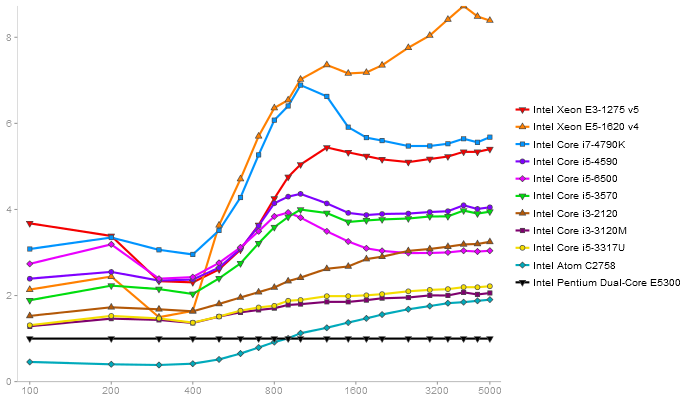 8
6
4
2
0
100
200
400
800
1600
3200
5000
Intel Xeon E3-1275 v5
Intel Xeon E5-1620 v4
Intel Core i7-4790K
Intel Core i5-4590
Intel Core i5-6500
Intel Core i5-3570
Intel Core i3-2120
Intel Core i3-3120M
Intel Core i5-3317U
Intel Atom C2758
Intel Pentium Dual-Core E5300